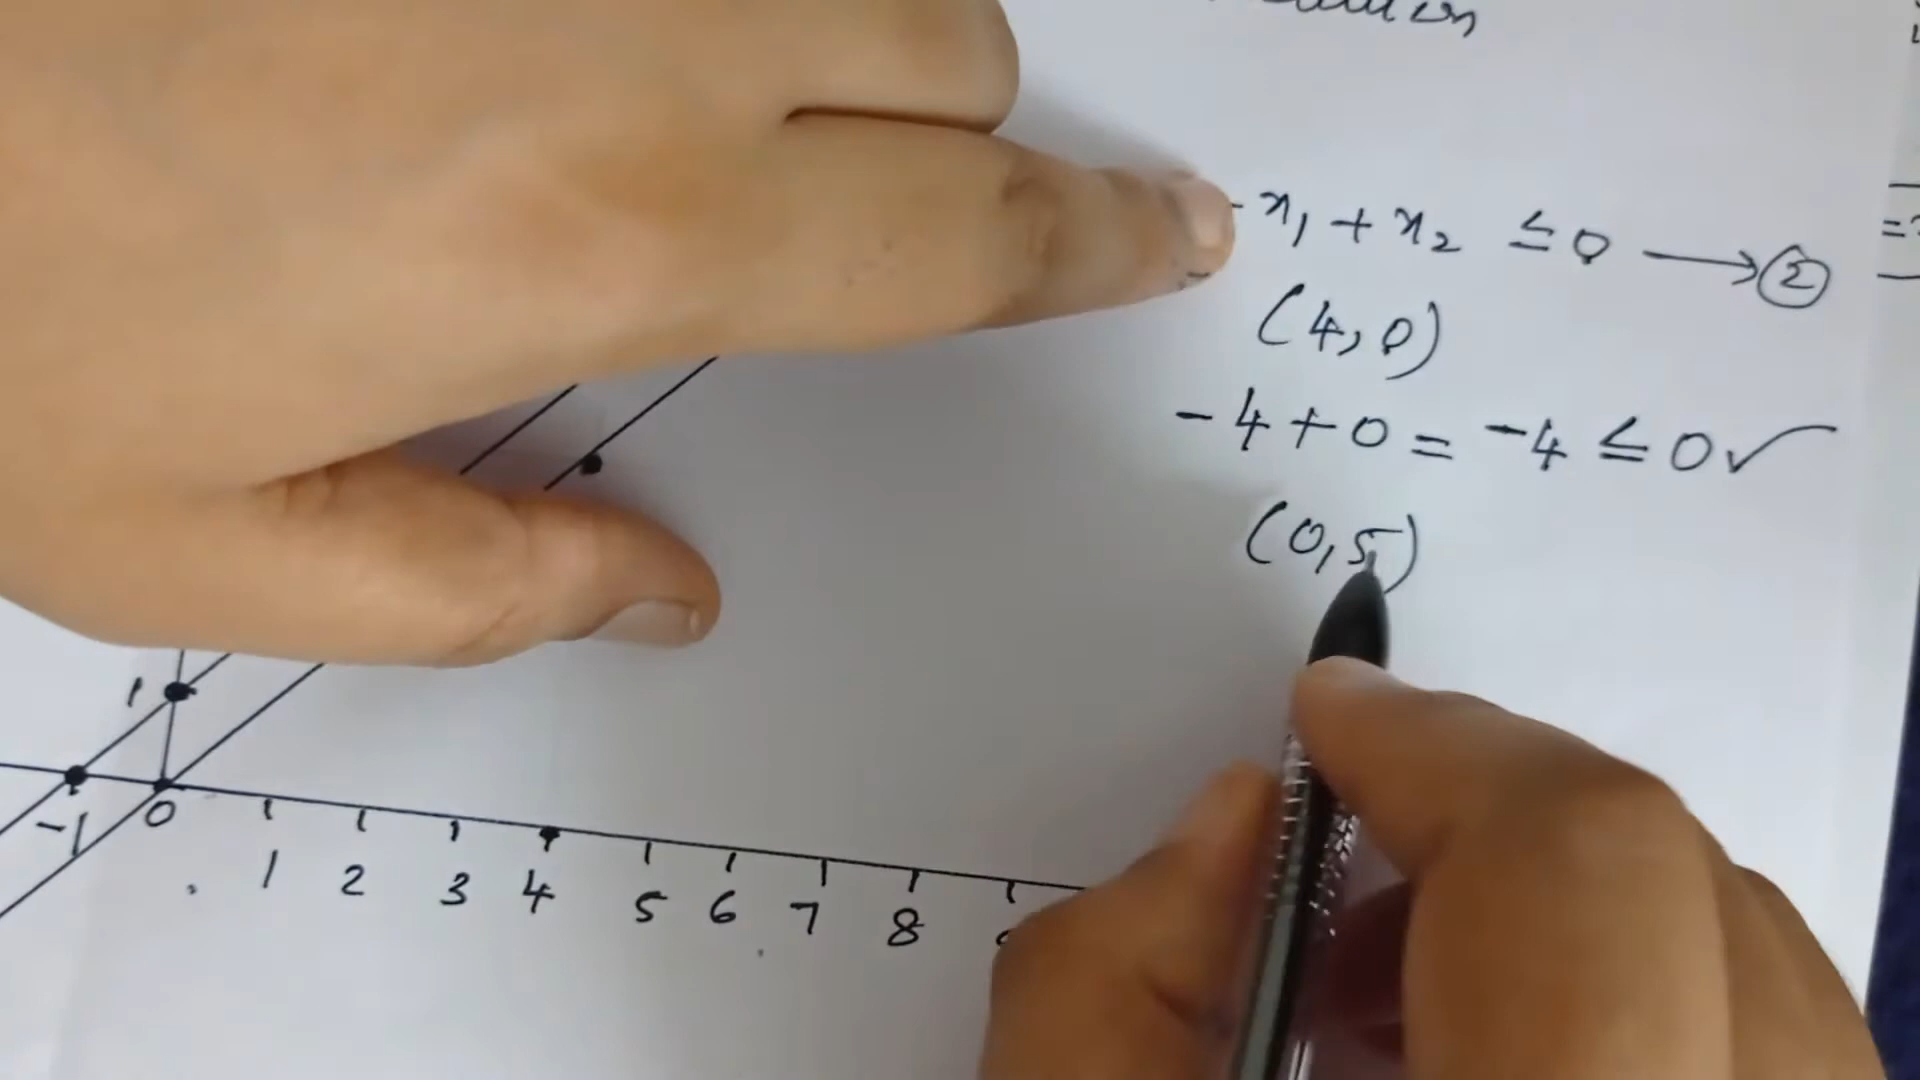 - x₁ + x₂ ≤ 0 → ②
(4, 0)
- 4 + 0 = - 4 ≤ 0 ✓
(0, 5)
1
-1 0 1 2 3 4 5 6 7 8